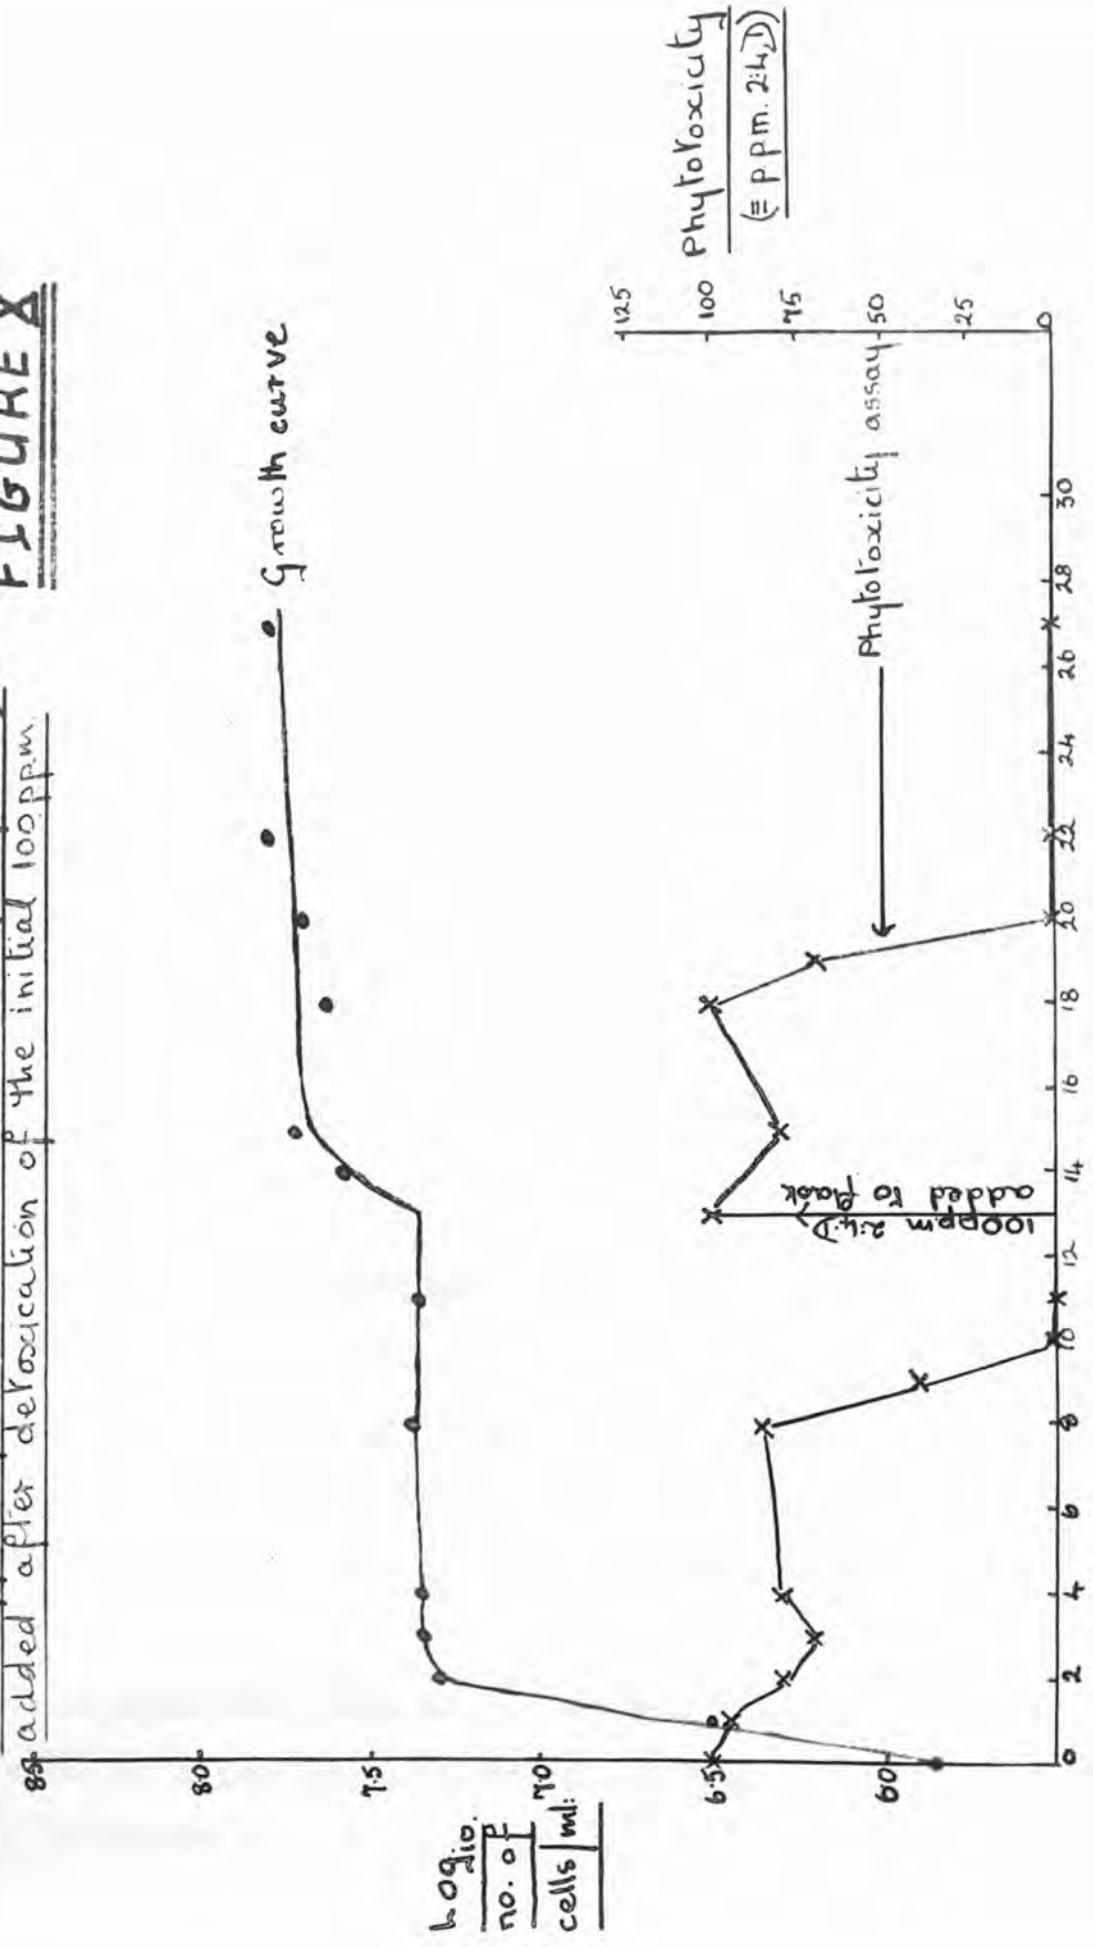 FIGURE X
added after detoxication of the initial 100ppm.
Growth curve
Phytotoxicity
(= ppm. 2:4,D)
Log10.
no. of
cells/ml:
8.5
8.0
7.5
7.0
6.5
6.0
125
100
75
50
25
0
Phytotoxicity assay
100ppm 2:4,D
added to flask
0 2 4 6 8 10 12 14 16 18 20 22 24 26 28 30